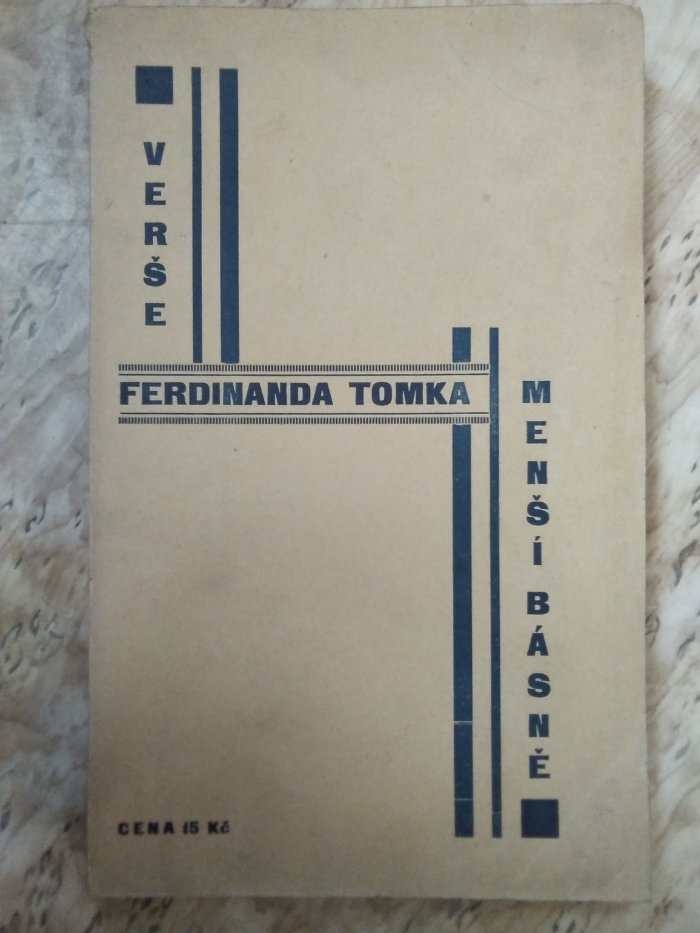 VERŠE
FERDINANDA TOMKA
MENŠÍ BÁSNĚ
CENA 15 Kč